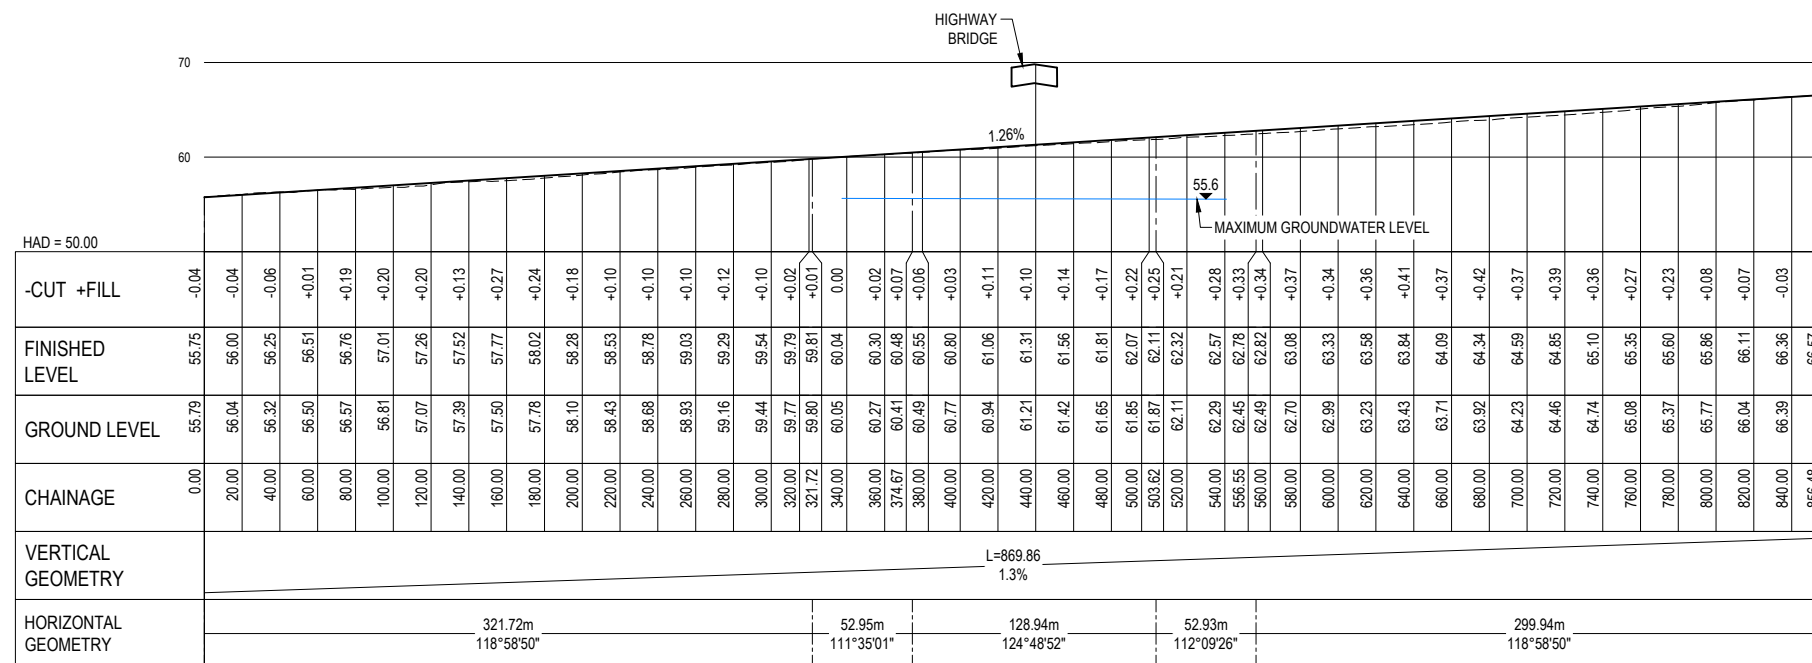 HIGHWAY
BRIDGE
70
1.26%
60
55.6
MAXIMUM GROUNDWATER LEVEL
HAD = 50.00
-CUT +FILL -0.04 -0.04 -0.06 +0.01 +0.19 +0.20 +0.20 +0.13 +0.27 +0.24 +0.18 +0.10 +0.10 +0.10 +0.12 +0.10 +0.02 +0.01 0.00 +0.02 +0.07 +0.06 +0.03 +0.11 +0.10 +0.14 +0.17 +0.22 +0.25 +0.21 +0.28 +0.33 +0.34 +0.37 +0.34 +0.36 +0.41 +0.37 +0.42 +0.37 +0.39 +0.36 +0.27 +0.23 +0.08 +0.07 -0.03
FINISHED
LEVEL
55.75 56.00 56.25 56.51 56.76 57.01 57.26 57.52 57.77 58.02 58.28 58.53 58.78 59.03 59.29 59.54 59.79 59.81 60.04 60.30 60.48 60.55 60.80 61.06 61.31 61.56 61.81 62.07 62.11 62.32 62.57 62.78 62.82 63.08 63.33 63.58 63.84 64.09 64.34 64.59 64.85 65.10 65.35 65.60 65.86 66.11 66.36 66.57
GROUND LEVEL 55.79 56.04 56.32 56.50 56.57 56.81 57.07 57.39 57.50 57.78 58.10 58.43 58.68 58.93 59.16 59.44 59.77 59.80 60.05 60.27 60.41 60.49 60.77 60.94 61.21 61.42 61.65 61.85 61.87 62.11 62.29 62.45 62.49 62.70 62.99 63.23 63.43 63.71 63.92 64.23 64.46 64.74 65.08 65.37 65.77 66.04 66.39
CHAINAGE 0.00 20.00 40.00 60.00 80.00 100.00 120.00 140.00 160.00 180.00 200.00 220.00 240.00 260.00 280.00 300.00 320.00 321.72 340.00 360.00 374.67 380.00 400.00 420.00 440.00 460.00 480.00 500.00 503.62 520.00 540.00 556.55 560.00 580.00 600.00 620.00 640.00 660.00 680.00 700.00 720.00 740.00 760.00 780.00 800.00 820.00 840.00 856.48
VERTICAL
GEOMETRY
L=869.86
1.3%
HORIZONTAL
GEOMETRY
321.72m 52.95m 128.94m 52.93m 299.94m
118°58'50" 111°35'01" 124°48'52" 112°09'26" 118°58'50"